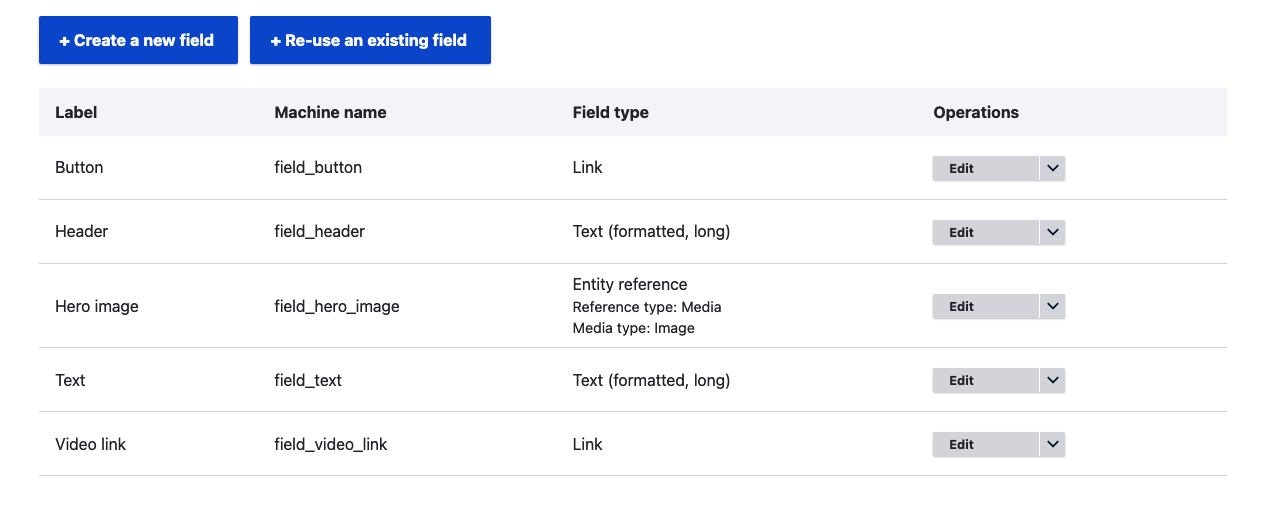 + Create a new field + Re-use an existing field
Label Machine name Field type Operations
Button field_button Link Edit
Header field_header Text (formatted, long) Edit
Hero image field_hero_image Entity reference Edit
Reference type: Media
Media type: Image
Text field_text Text (formatted, long) Edit
Video link field_video_link Link Edit